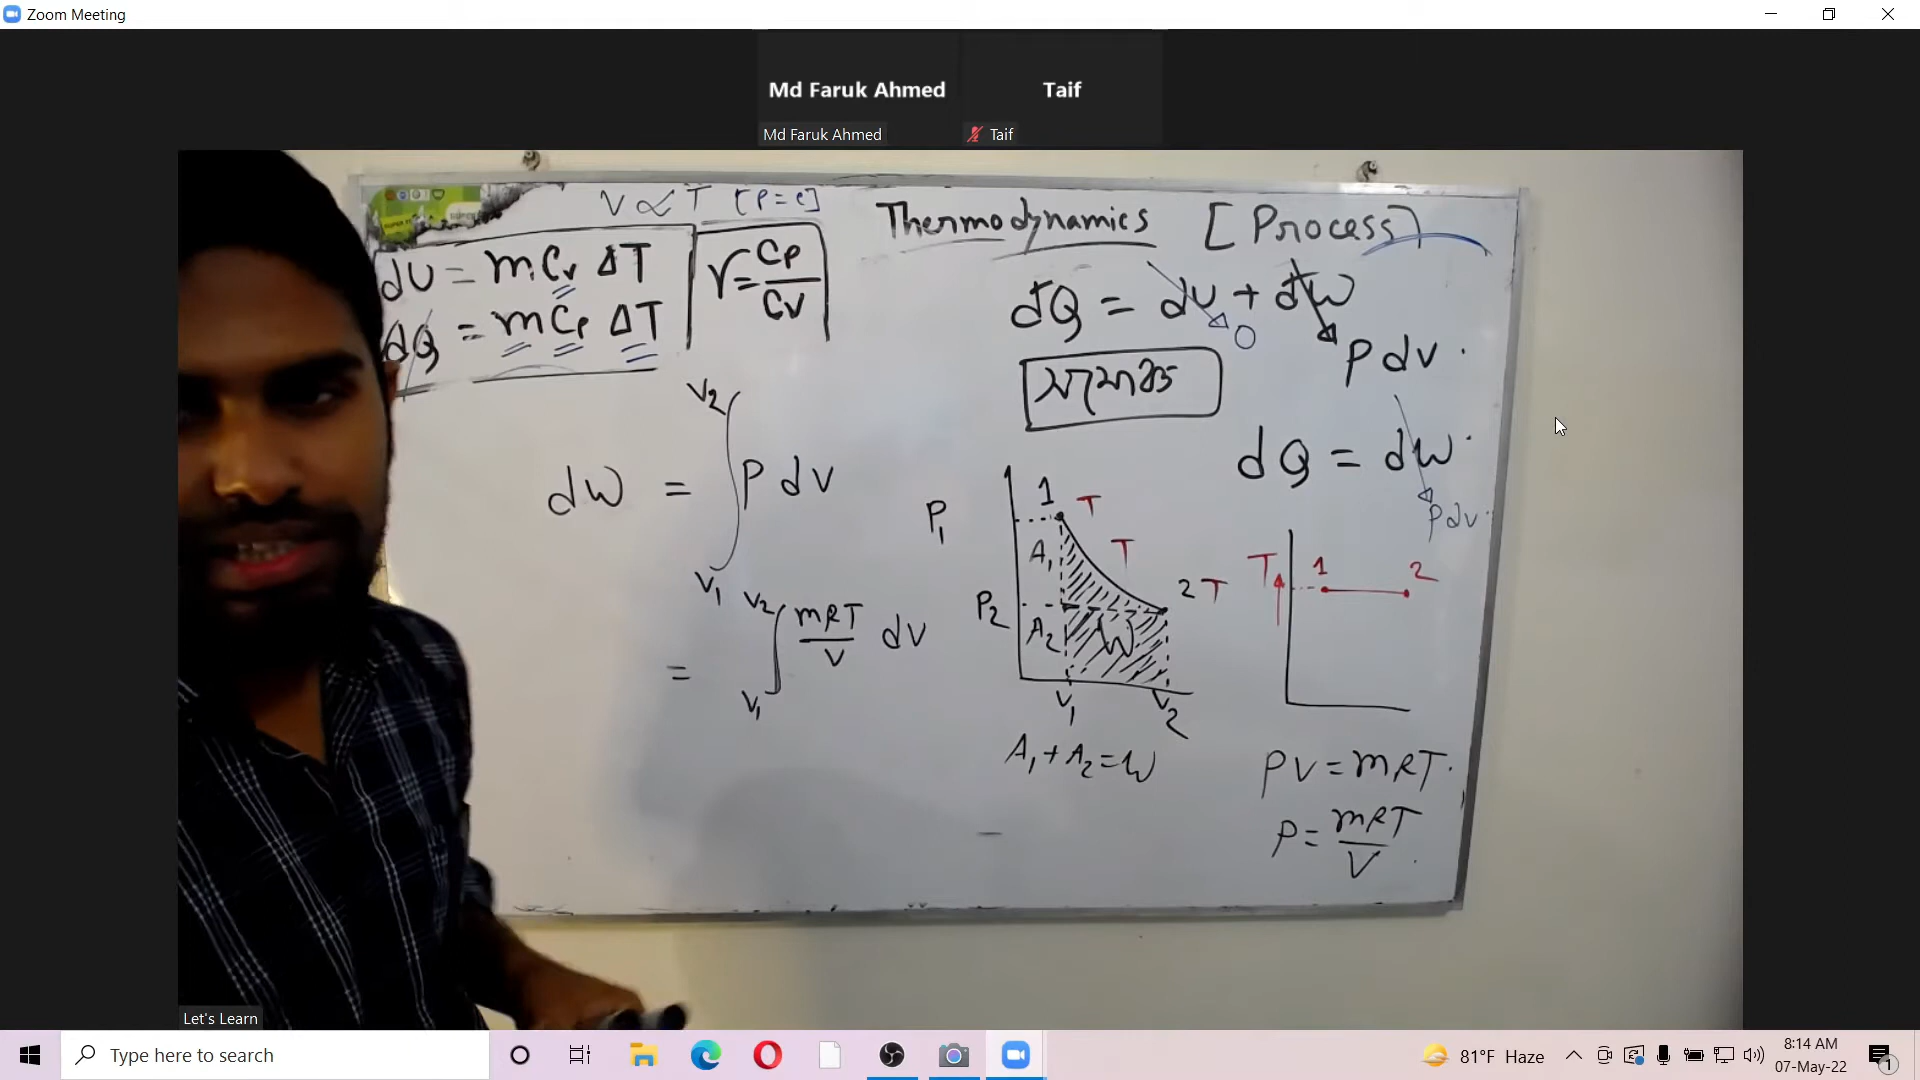 Zoom Meeting
Md Faruk Ahmed
Taif
Md Faruk Ahmed
Taif
V ∝ T [P=c]
Thermodynamics [Process]
dU = mCv ΔT
dQ = mCp ΔT
γ = Cp/Cv
dQ = dU + dW
0
P dv.
সমোষ্ণ
dQ = dW.
Pdv.
dW = ∫ P dV
V2
V1
= ∫ mRT/V dV
V2
V1
P1
P2
1 T
T
2 T
A1
A2
W
V1
V2
A1 + A2 = W
T
1
2
PV = mRT.
P = mRT/V
Let's Learn
Type here to search
81°F Haze
8:14 AM
07-May-22
1